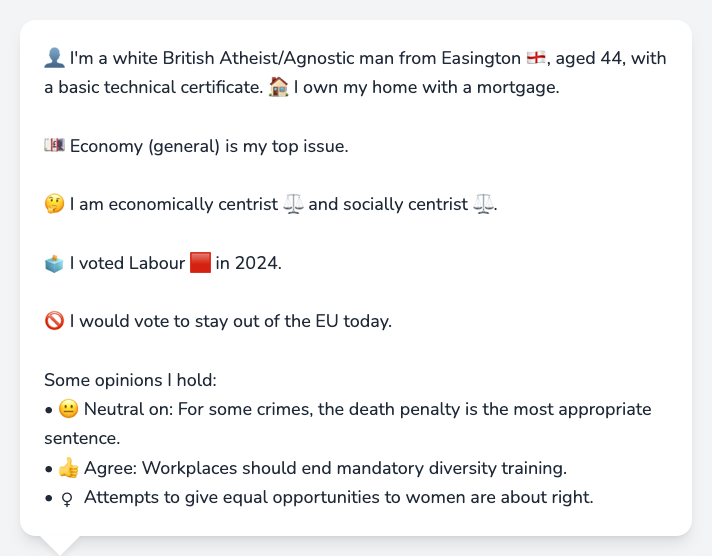 👤 I'm a white British Atheist/Agnostic man from Easington 🏴󠁧󠁢󠁥󠁮󠁧󠁿, aged 44, with
a basic technical certificate. 🏠 I own my home with a mortgage.
💷 Economy (general) is my top issue.
🤔 I am economically centrist ⚖️ and socially centrist ⚖️.
🗳️ I voted Labour 🟥 in 2024.
🚫 I would vote to stay out of the EU today.
Some opinions I hold:
• 😐 Neutral on: For some crimes, the death penalty is the most appropriate
sentence.
• 👍 Agree: Workplaces should end mandatory diversity training.
• ♀ Attempts to give equal opportunities to women are about right.